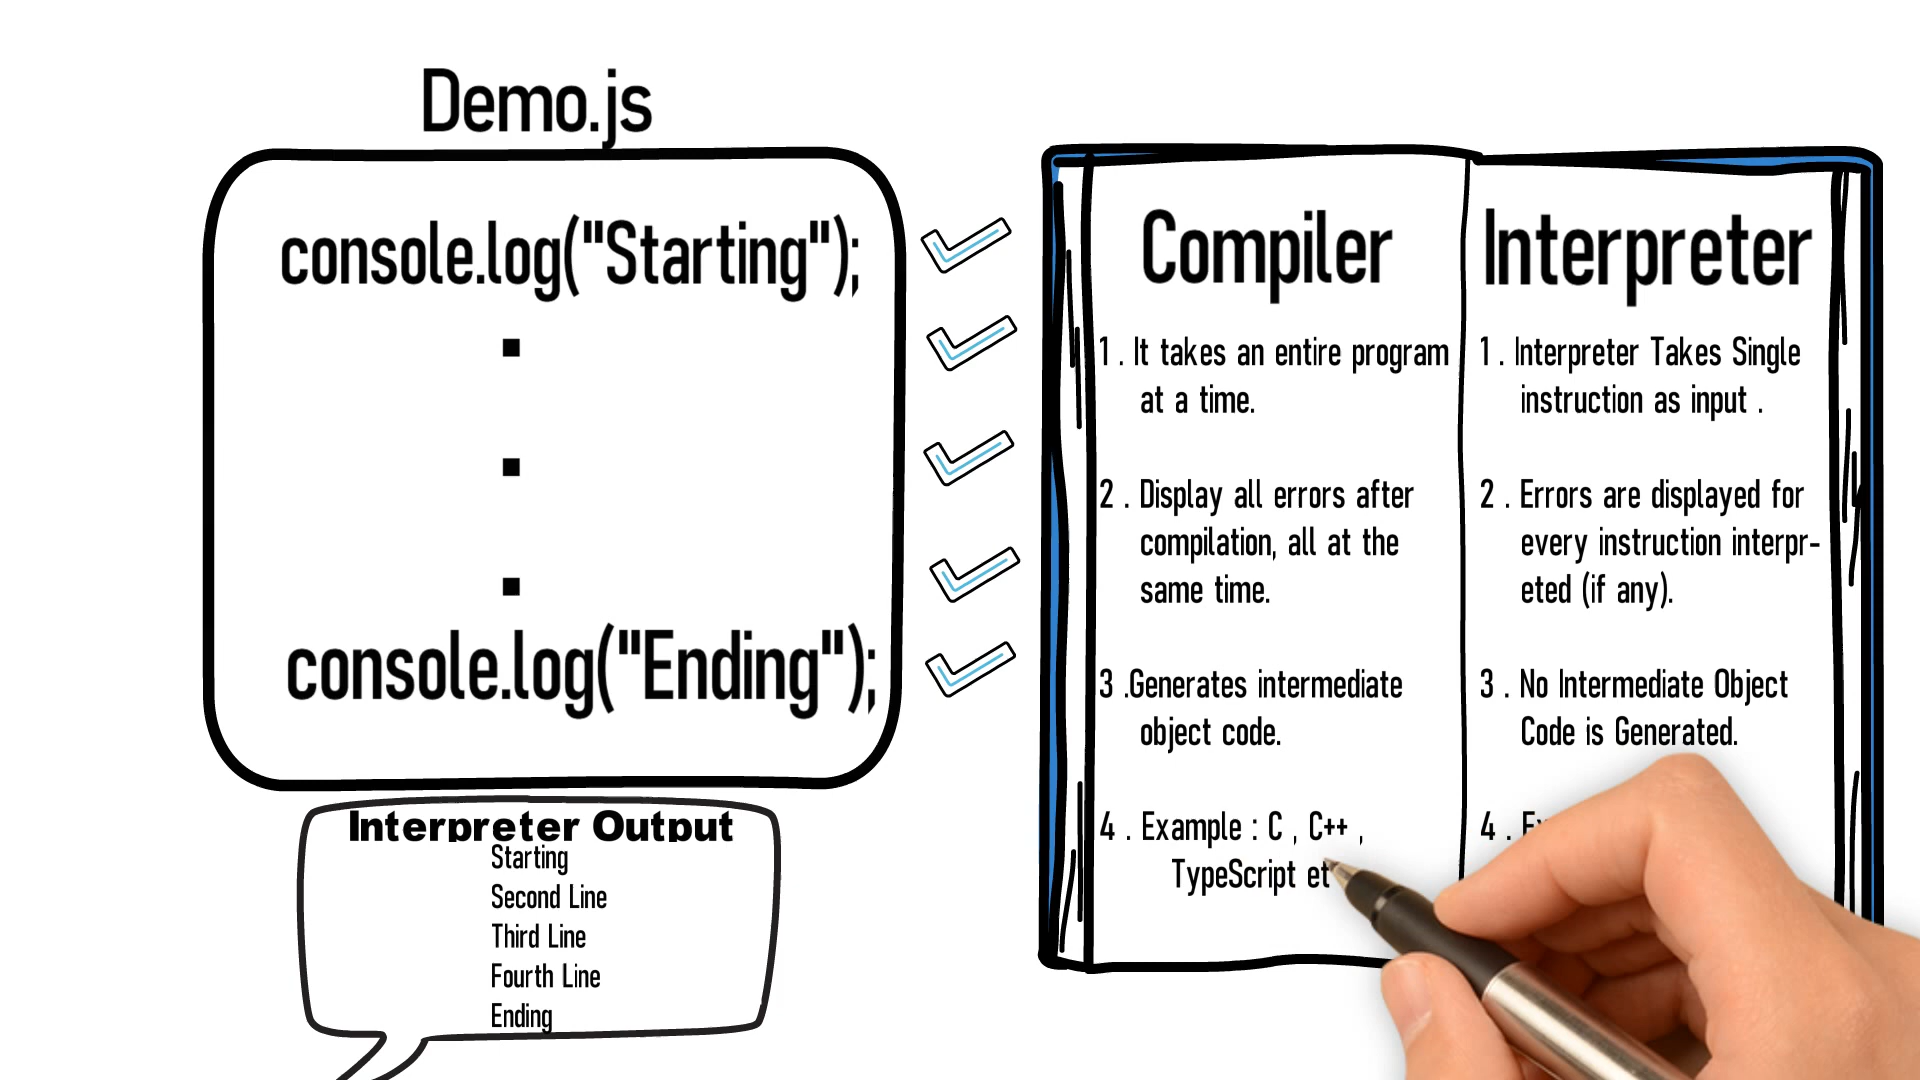 Demo.js
console.log("Starting");
.
.
.
console.log("Ending");
Interpreter Output
Starting
Second Line
Third Line
Fourth Line
Ending
Compiler
1 . It takes an entire program
at a time.
2 . Display all errors after
compilation, all at the
same time.
3 .Generates intermediate
object code.
4 . Example : C , C++ ,
TypeScript et
Interpreter
1 . Interpreter Takes Single
instruction as input .
2 . Errors are displayed for
every instruction interpr-
eted (if any).
3 . No Intermediate Object
Code is Generated.
4 .